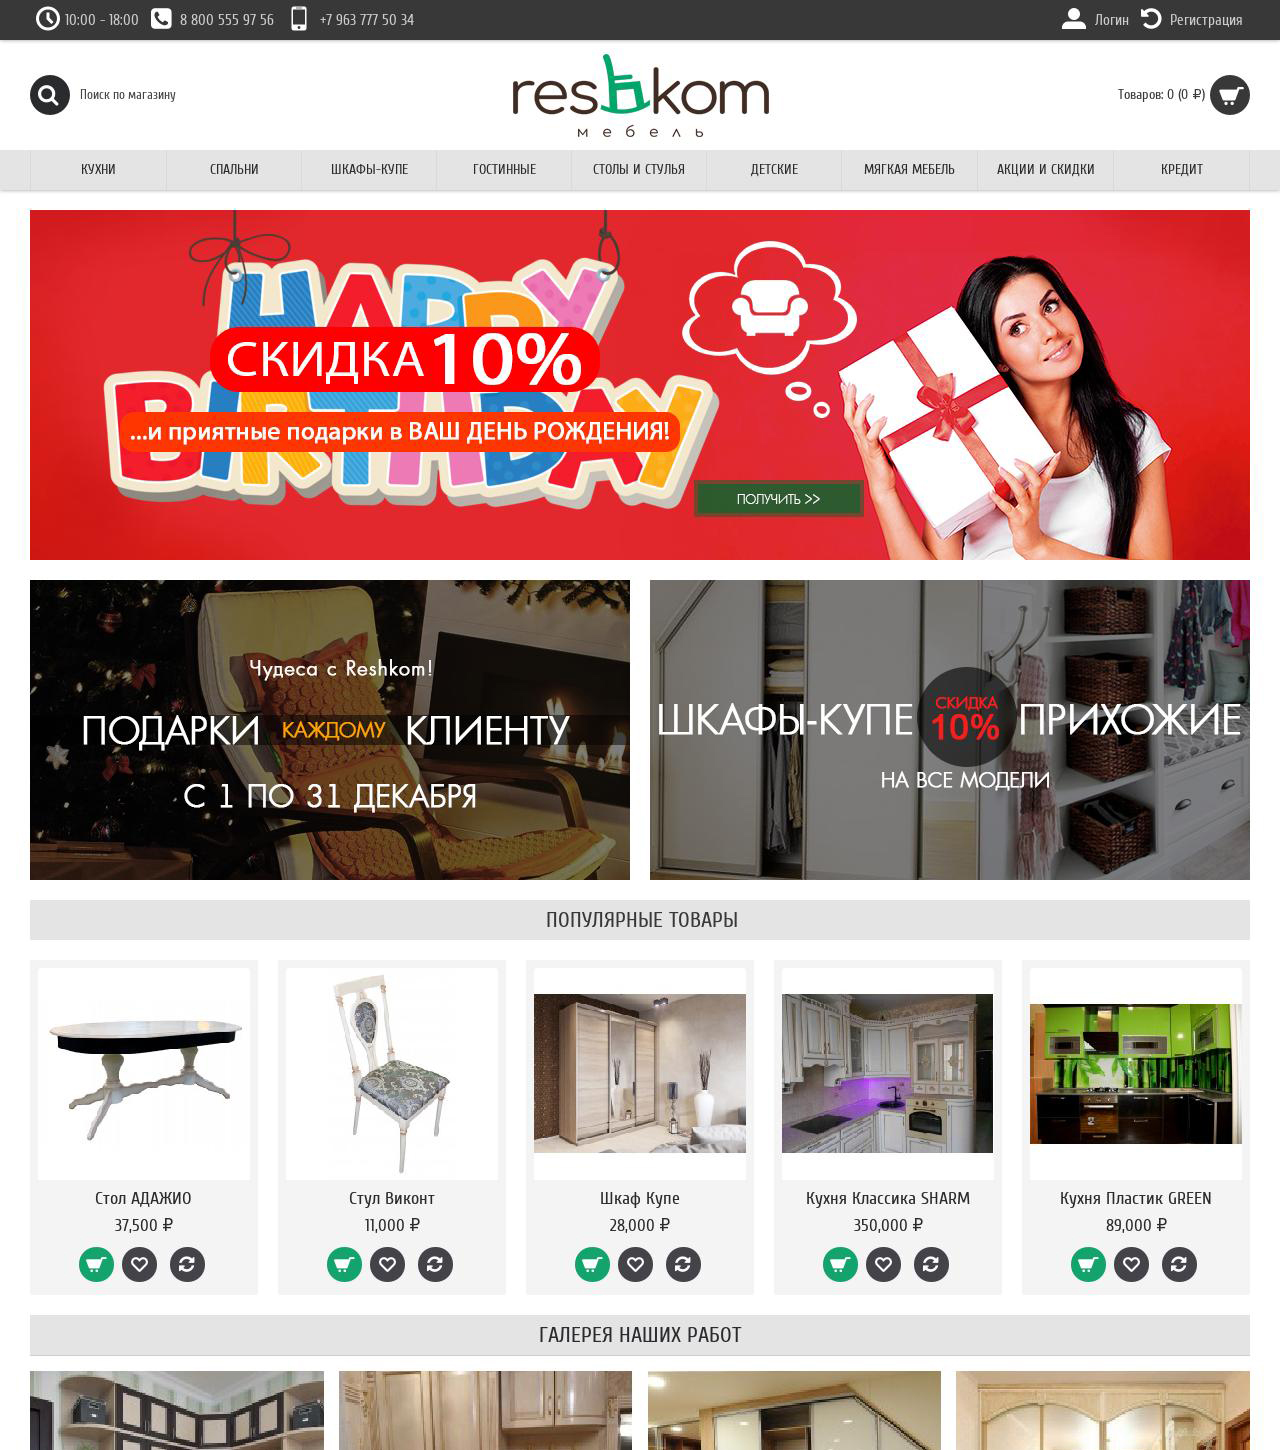 10:00 - 18:00 8 800 555 97 56 +7 963 777 50 34 Логин Регистрация
Поиск по магазину
reshkom
мебель
Товаров: 0 (0 ₽)
КУХНИ СПАЛЬНИ ШКАФЫ-КУПЕ ГОСТИННЫЕ СТОЛЫ И СТУЛЬЯ ДЕТСКИЕ МЯГКАЯ МЕБЕЛЬ АКЦИИ И СКИДКИ КРЕДИТ
HAPPY
СКИДКА 10%
BIRTHDAY
...и приятные подарки в ВАШ ДЕНЬ РОЖДЕНИЯ!
ПОЛУЧИТЬ >>
Чудеса с Reshkom!
ПОДАРКИ КАЖДОМУ КЛИЕНТУ
С 1 ПО 31 ДЕКАБРЯ
ШКАФЫ-КУПЕ СКИДКА 10% ПРИХОЖИЕ
НА ВСЕ МОДЕЛИ
ПОПУЛЯРНЫЕ ТОВАРЫ
Стол АДАЖИО
37,500 ₽
Стул Виконт
11,000 ₽
Шкаф Купе
28,000 ₽
Кухня Классика SHARM
350,000 ₽
Кухня Пластик GREEN
89,000 ₽
ГАЛЕРЕЯ НАШИХ РАБОТ